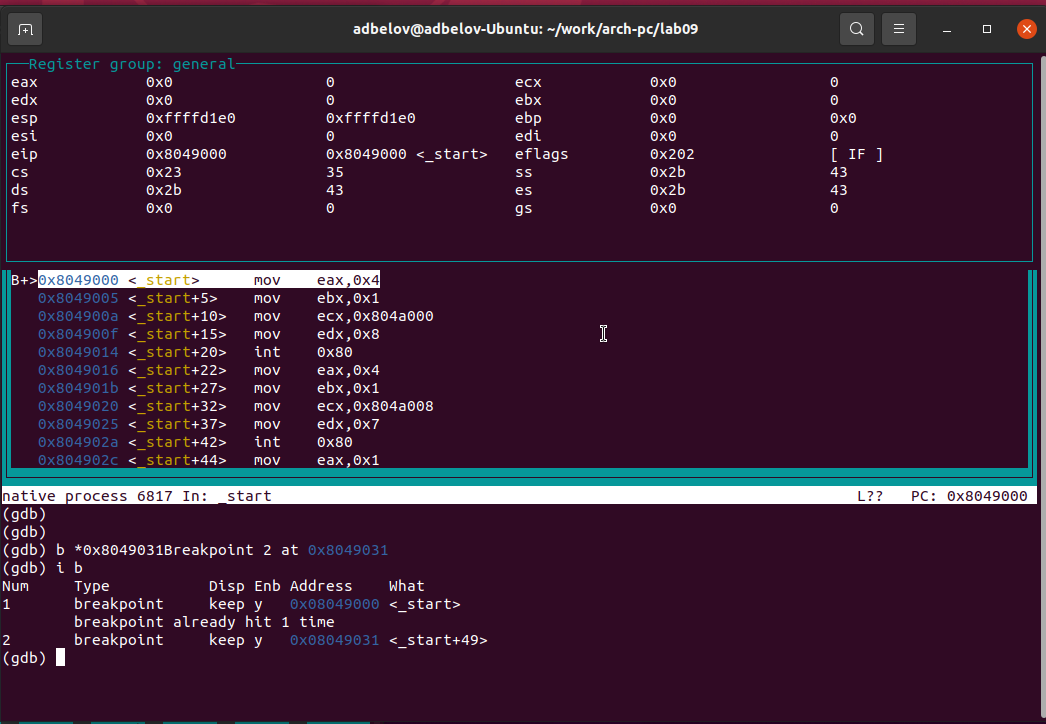 adbelov@adbelov-Ubuntu: ~/work/arch-pc/lab09
Register group: general
eax 0x0 0 ecx 0x0 0
edx 0x0 0 ebx 0x0 0
esp 0xffffd1e0 0xffffd1e0 ebp 0x0 0x0
esi 0x0 0 edi 0x0 0
eip 0x8049000 0x8049000 <_start> eflags 0x202 [ IF ]
cs 0x23 35 ss 0x2b 43
ds 0x2b 43 es 0x2b 43
fs 0x0 0 gs 0x0 0
B+>0x8049000 <_start> mov eax,0x4
0x8049005 <_start+5> mov ebx,0x1
0x804900a <_start+10> mov ecx,0x804a000
0x804900f <_start+15> mov edx,0x8
0x8049014 <_start+20> int 0x80
0x8049016 <_start+22> mov eax,0x4
0x804901b <_start+27> mov ebx,0x1
0x8049020 <_start+32> mov ecx,0x804a008
0x8049025 <_start+37> mov edx,0x7
0x804902a <_start+42> int 0x80
0x804902c <_start+44> mov eax,0x1
native process 6817 In: _start L?? PC: 0x8049000
(gdb)
(gdb)
(gdb) b *0x8049031Breakpoint 2 at 0x8049031
(gdb) i b
Num Type Disp Enb Address What
1 breakpoint keep y 0x08049000 <_start>
breakpoint already hit 1 time
2 breakpoint keep y 0x08049031 <_start+49>
(gdb)